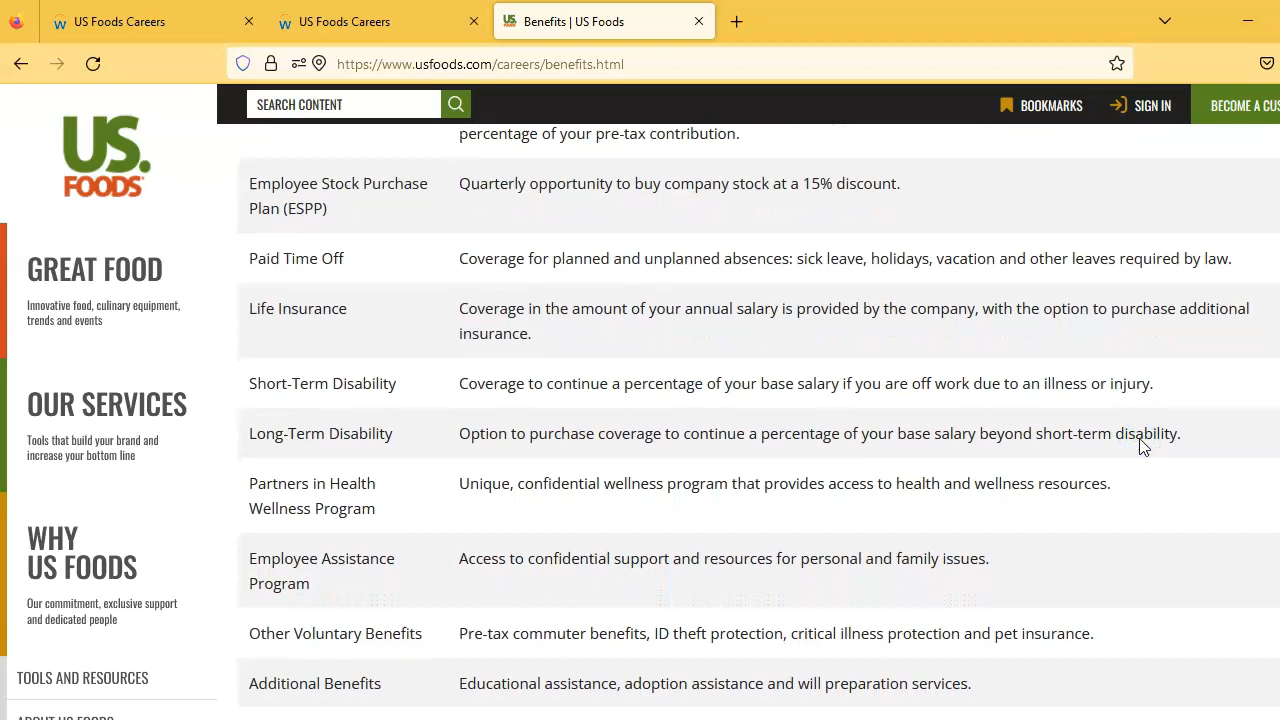 US Foods Careers
US Foods Careers
US. FOODS Benefits | US Foods
https://www.usfoods.com/careers/benefits.html
US.
FOODS
SEARCH CONTENT
BOOKMARKS
SIGN IN
BECOME A CUS
GREAT FOOD
Innovative food, culinary equipment,
trends and events
OUR SERVICES
Tools that build your brand and
increase your bottom line
WHY
US FOODS
Our commitment, exclusive support
and dedicated people
TOOLS AND RESOURCES
ABOUT US FOODS
percentage of your pre-tax contribution.
Employee Stock Purchase
Plan (ESPP)
Quarterly opportunity to buy company stock at a 15% discount.
Paid Time Off
Coverage for planned and unplanned absences: sick leave, holidays, vacation and other leaves required by law.
Life Insurance
Coverage in the amount of your annual salary is provided by the company, with the option to purchase additional
insurance.
Short-Term Disability
Coverage to continue a percentage of your base salary if you are off work due to an illness or injury.
Long-Term Disability
Option to purchase coverage to continue a percentage of your base salary beyond short-term disability.
Partners in Health
Wellness Program
Unique, confidential wellness program that provides access to health and wellness resources.
Employee Assistance
Program
Access to confidential support and resources for personal and family issues.
Other Voluntary Benefits
Pre-tax commuter benefits, ID theft protection, critical illness protection and pet insurance.
Additional Benefits
Educational assistance, adoption assistance and will preparation services.